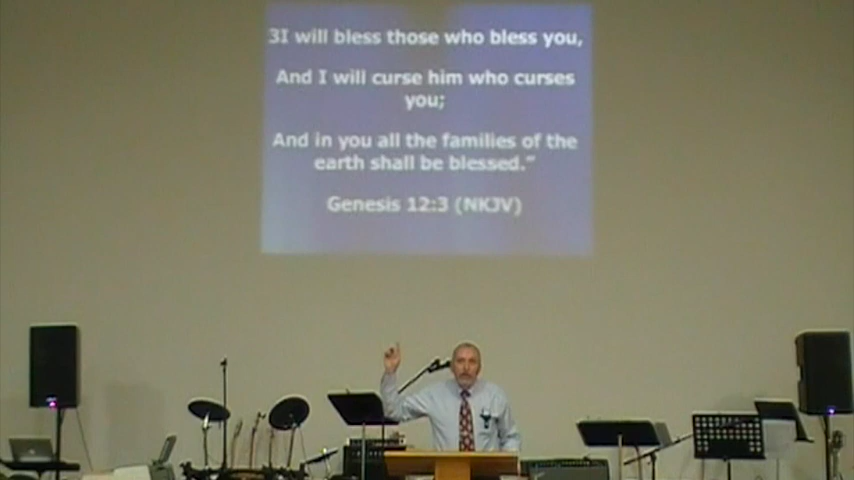 3I will bless those who bless you,
And I will curse him who curses
you;
And in you all the families of the
earth shall be blessed."
Genesis 12:3 (NKJV)